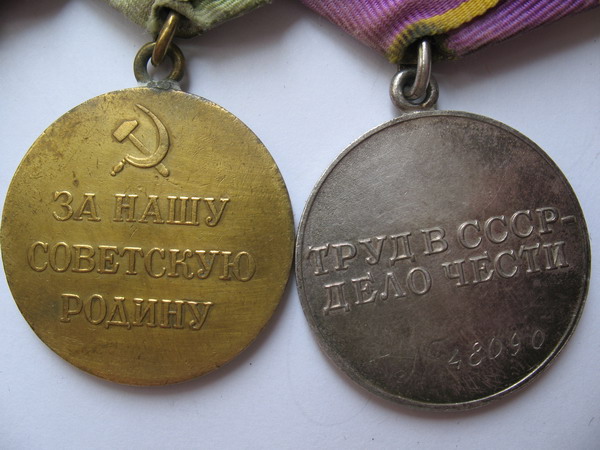 ЗА НАШУ
СОВЕТСКУЮ
РОДИНУ
ТРУД В СССР-
ДЕЛО ЧЕСТИ
48090